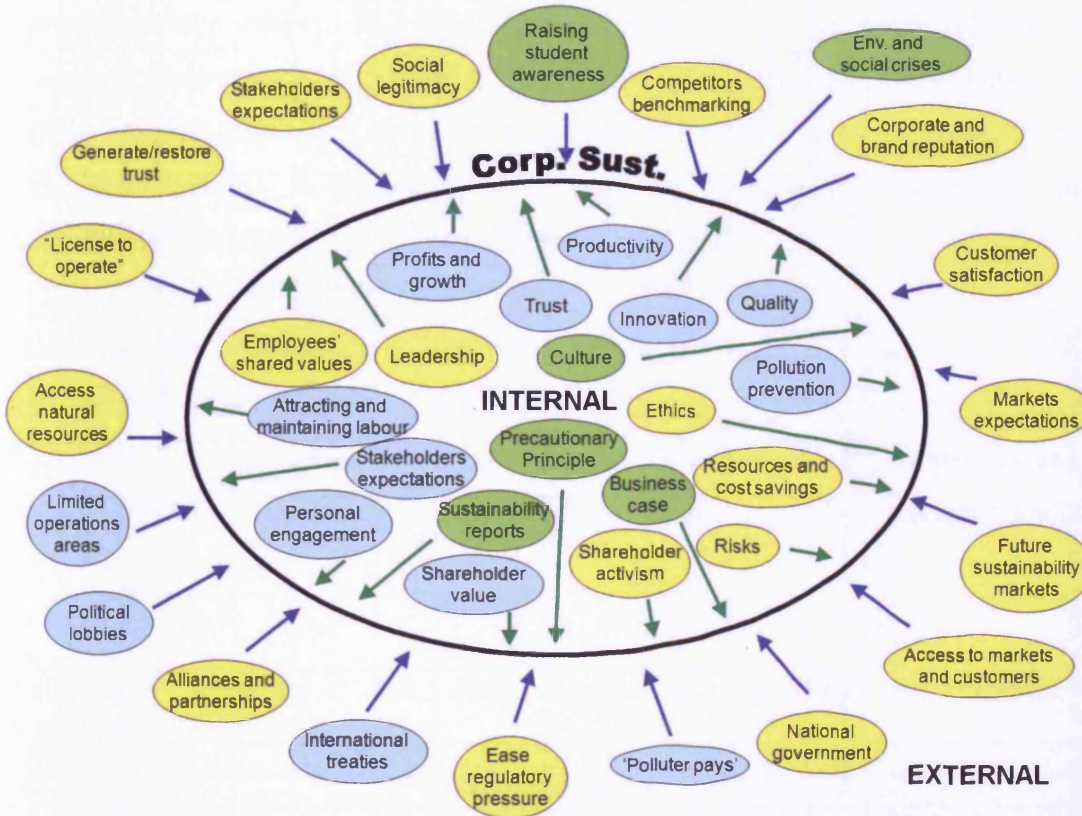 Raising
student
awareness
Env. and
social crises
Social
legitimacy
Competitors
benchmarking
Stakeholders
expectations
Corporate and
brand reputation
Generate/restore
trust
Corp. Sust.
"License to
operate"
Customer
satisfaction
Productivity
Profits and
growth
Trust
Innovation
Quality
Employees'
shared values
Leadership
Culture
Pollution
prevention
Access
natural
resources
Attracting and
maintaining labour
INTERNAL
Ethics
Markets
expectations
Stakeholders
expectations
Precautionary
Principle
Resources and
cost savings
Business
case
Limited
operations
areas
Personal
engagement
Sustainability
reports
Shareholder
activism
Risks
Future
sustainability
markets
Shareholder
value
Political
lobbies
Access to markets
and customers
Alliances and
partnerships
International
treaties
Ease
regulatory
pressure
'Polluter pays'
National
government
EXTERNAL